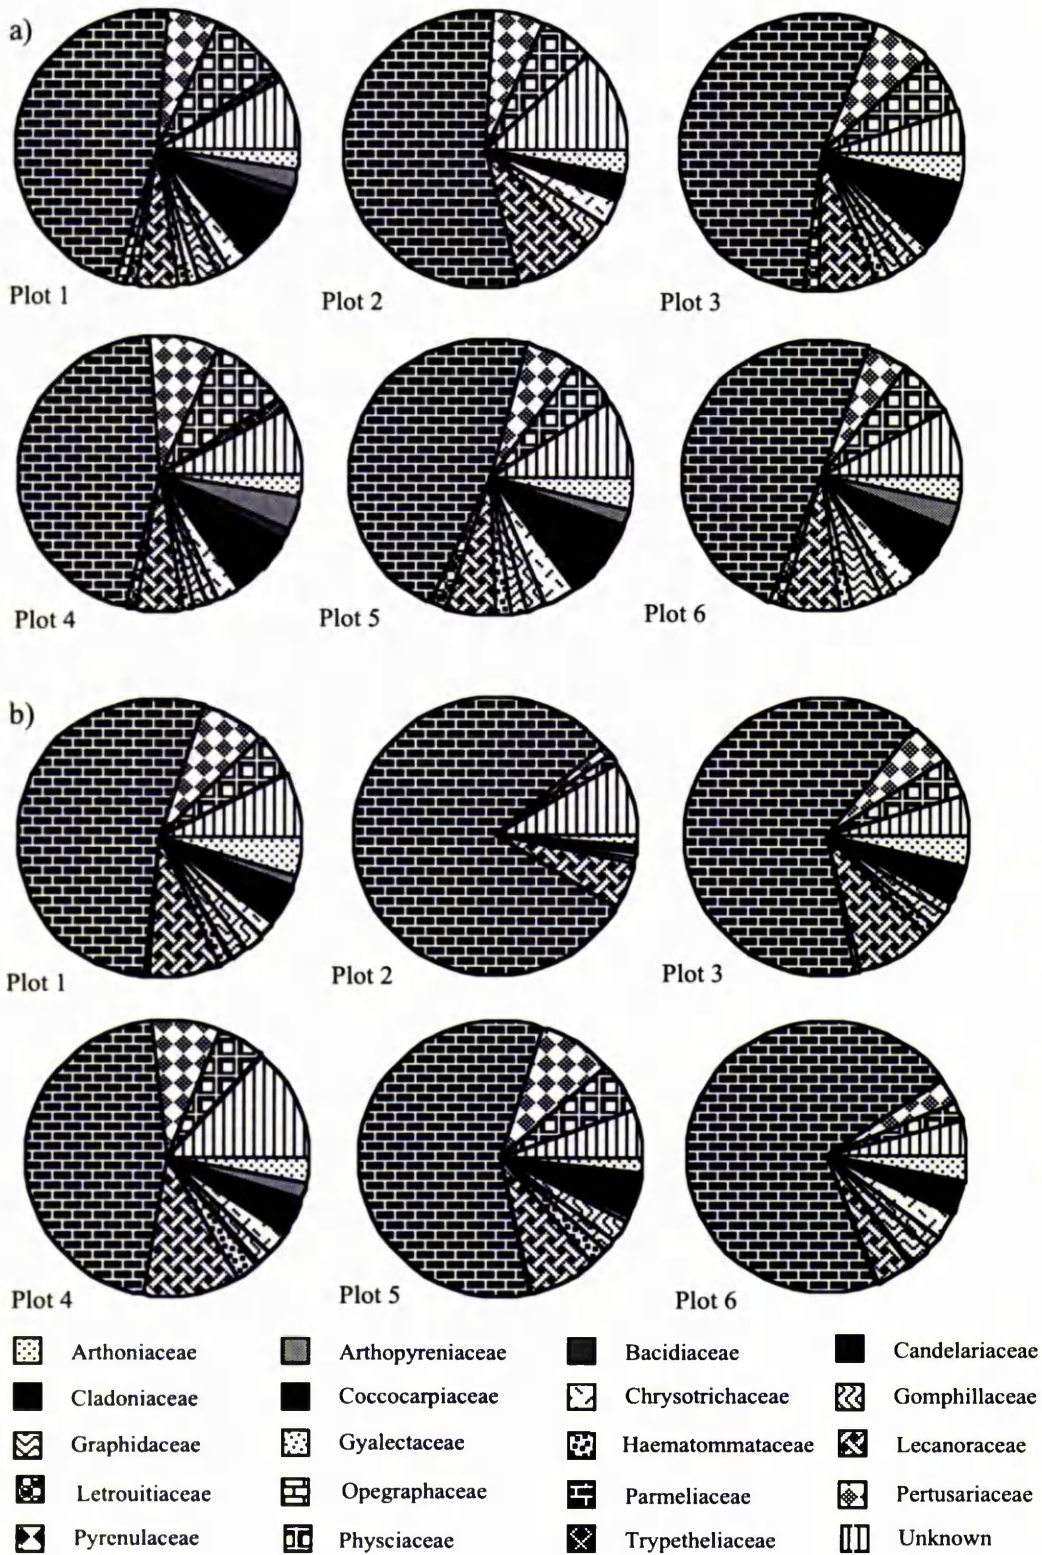 a)
Plot 1 Plot 2 Plot 3
Plot 4 Plot 5 Plot 6
b)
Plot 1 Plot 2 Plot 3
Plot 4 Plot 5 Plot 6
Arthoniaceae Arthopyreniaceae Bacidiaceae Candelariaceae
Cladoniaceae Coccocarpiaceae Chrysotrichaceae Gomphillaceae
Graphidaceae Gyalectaceae Haematommataceae Lecanoraceae
Letrouitiaceae Opegraphaceae Parmeliaceae Pertusariaceae
Pyrenulaceae Physciaceae Trypetheliaceae Unknown